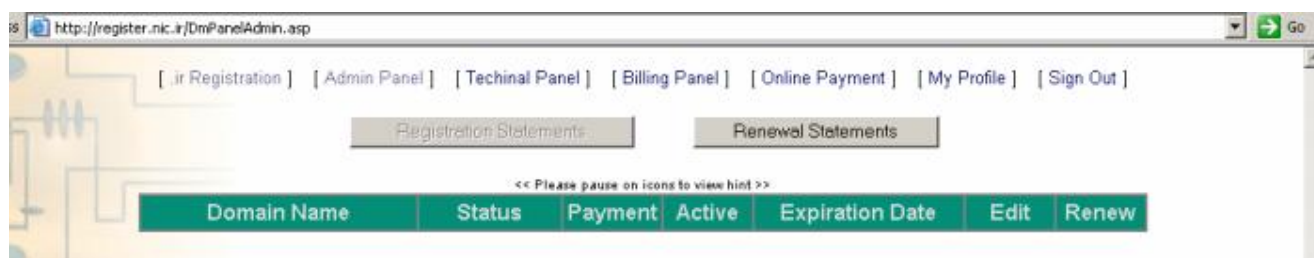 ss http://register.nic.ir/DmPanelAdmin.asp Go
[ .ir Registration ] [ Admin Panel ] [ Techinal Panel ] [ Billing Panel ] [ Online Payment ] [ My Profile ] [ Sign Out ]
Registration Statements Renewal Statements
<< Please pause on icons to view hint >>
Domain Name Status Payment Active Expiration Date Edit Renew